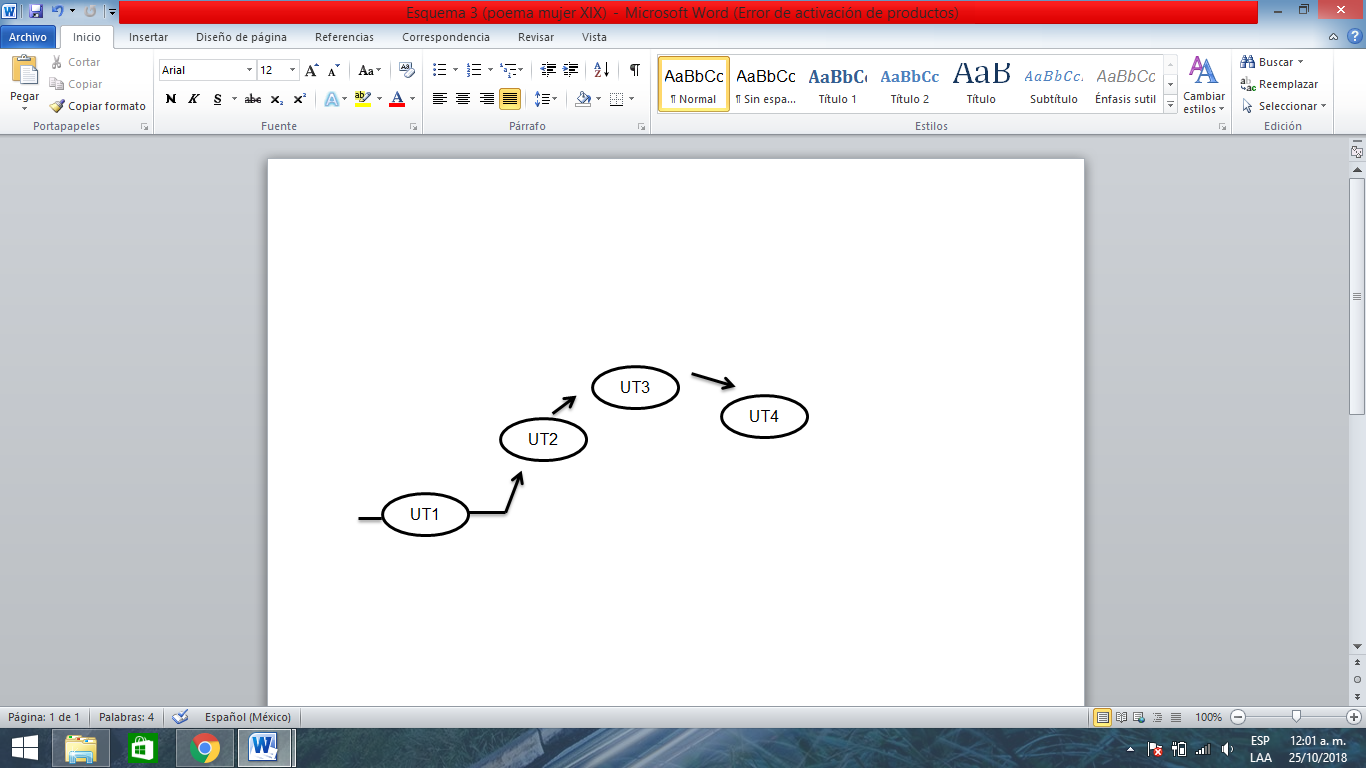 Esquema 3 (poema mujer XIX) - Microsoft Word (Error de activación de productos)
Archivo Inicio Insertar Diseño de página Referencias Correspondencia Revisar Vista
Pegar
Cortar
Copiar
Copiar formato
Portapapeles
Arial 12
N K S abc x₂ x²
Fuente
Párrafo
AaBbCc AaBbCc AaBbCc AaBbCc AaB AaBbCc. AaBbCc
¶ Normal ¶ Sin espa... Título 1 Título 2 Título Subtítulo Énfasis sutil
Estilos
Cambiar
estilos
Buscar
Reemplazar
Seleccionar
Edición
UT3
UT4
UT2
UT1
Página: 1 de 1 Palabras: 4 Español (México) 100%
ESP 12:01 a. m.
LAA 25/10/2018